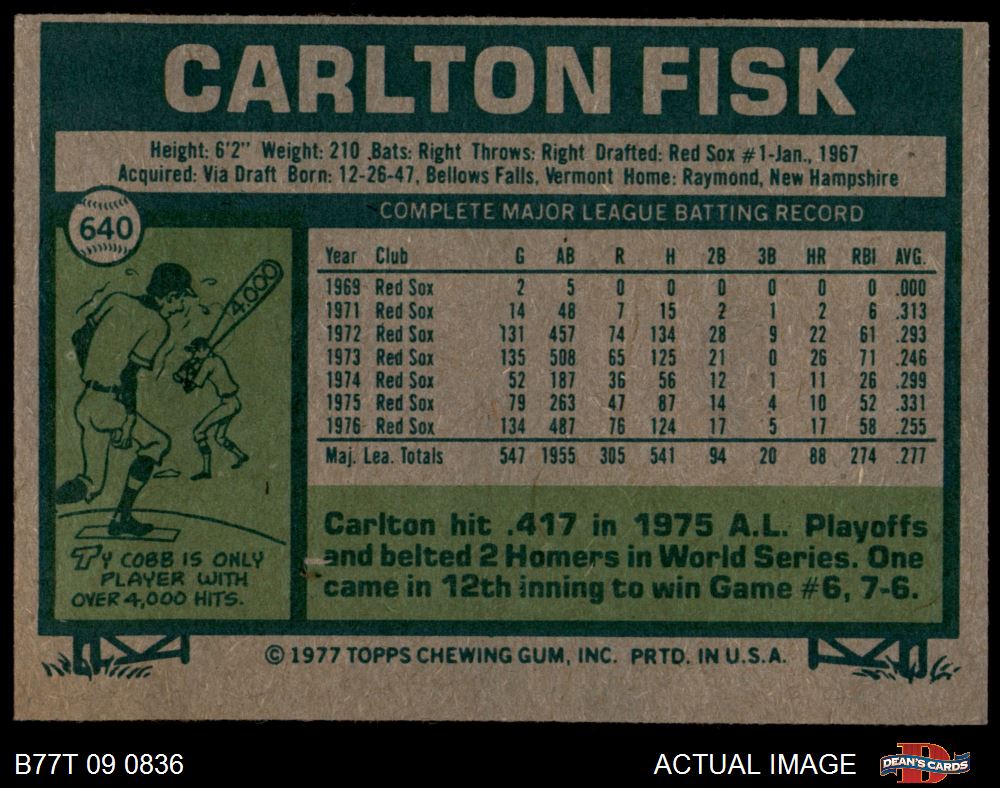 CARLTON FISK
Height: 6'2" Weight: 210 Bats: Right Throws: Right Drafted: Red Sox #1-Jan., 1967
Acquired: Via Draft Born: 12-26-47, Bellows Falls, Vermont Home: Raymond, New Hampshire
640
COMPLETE MAJOR LEAGUE BATTING RECORD
Year Club G AB R H 2B 3B HR RBI AVG.
1969 Red Sox 2 5 0 0 0 0 0 0 .000
1971 Red Sox 14 48 7 15 2 1 2 6 .313
1972 Red Sox 131 457 74 134 28 9 22 61 .293
1973 Red Sox 135 508 65 125 21 0 26 71 .246
1974 Red Sox 52 187 36 56 12 1 11 26 .299
1975 Red Sox 79 263 47 87 14 4 10 52 .331
1976 Red Sox 134 487 76 124 17 5 17 58 .255
Maj. Lea. Totals 547 1955 305 541 94 20 88 274 .277
4,000
TY COBB IS ONLY
PLAYER WITH
OVER 4,000 HITS.
Carlton hit .417 in 1975 A.L. Playoffs
and belted 2 Homers in World Series. One
came in 12th inning to win Game #6, 7-6.
© 1977 TOPPS CHEWING GUM, INC. PRTD. IN U.S.A.
B77T 09 0836
ACTUAL IMAGE
D
DEAN'S CARDS